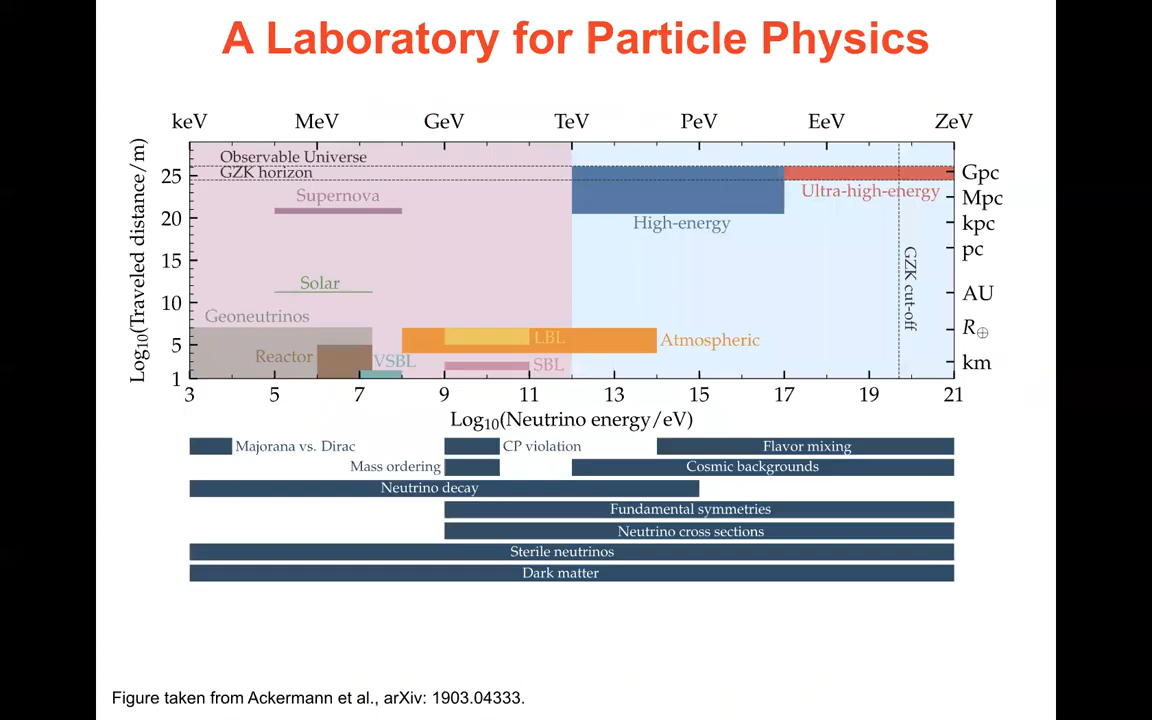 A Laboratory for Particle Physics
keV MeV GeV TeV PeV EeV ZeV
Log10(Traveled distance/m)
Observable Universe
GZK horizon
25
20
15
10
5
1
Supernova
Solar
Geoneutrinos
Reactor
VSBL
LBL
SBL
Atmospheric
High-energy
Ultra-high-energy
GZK cut-off
Gpc
Mpc
kpc
pc
AU
R⊕
km
3 5 7 9 11 13 15 17 19 21
Log10(Neutrino energy/eV)
Majorana vs. Dirac CP violation Flavor mixing
Mass ordering Cosmic backgrounds
Neutrino decay
Fundamental symmetries
Neutrino cross sections
Sterile neutrinos
Dark matter
Figure taken from Ackermann et al., arXiv: 1903.04333.